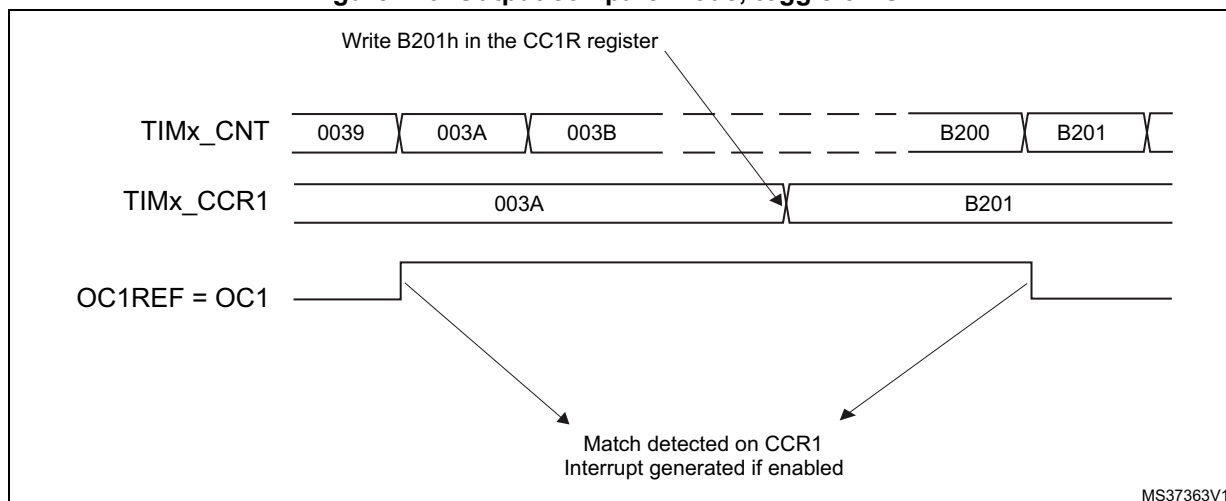 Write B201h in the CC1R register
TIMx_CNT 0039 003A 003B B200 B201
TIMx_CCR1 003A B201
OC1REF = OC1
Match detected on CCR1
Interrupt generated if enabled
MS37363V1